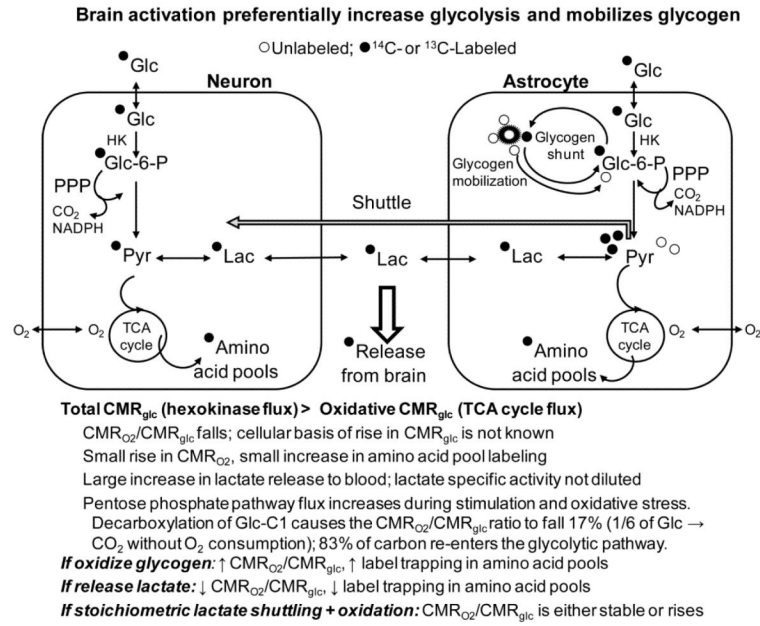 Brain activation preferentially increase glycolysis and mobilizes glycogen
Unlabeled; ¹⁴C- or ¹³C-Labeled
Glc
Neuron
Glc
HK
Glc-6-P
PPP
CO₂
NADPH
Pyr
Lac
O₂
O₂
TCA
cycle
Amino
acid pools
Shuttle
Lac
Release
from brain
Glc
Astrocyte
Glc
HK
Glycogen
shunt
Glycogen
mobilization
Glc-6-P
PPP
CO₂
NADPH
Lac
Pyr
TCA
cycle
O₂
O₂
Amino
acid pools
Total CMRglc (hexokinase flux) > Oxidative CMRglc (TCA cycle flux)
CMRO2/CMRglc falls; cellular basis of rise in CMRglc is not known
Small rise in CMRO2, small increase in amino acid pool labeling
Large increase in lactate release to blood; lactate specific activity not diluted
Pentose phosphate pathway flux increases during stimulation and oxidative stress.
Decarboxylation of Glc-C1 causes the CMRO2/CMRglc ratio to fall 17% (1/6 of Glc →
CO₂ without O₂ consumption); 83% of carbon re-enters the glycolytic pathway.
If oxidize glycogen: ↑ CMRO2/CMRglc, ↑ label trapping in amino acid pools
If release lactate: ↓ CMRO2/CMRglc, ↓ label trapping in amino acid pools
If stoichiometric lactate shuttling + oxidation: CMRO2/CMRglc is either stable or rises